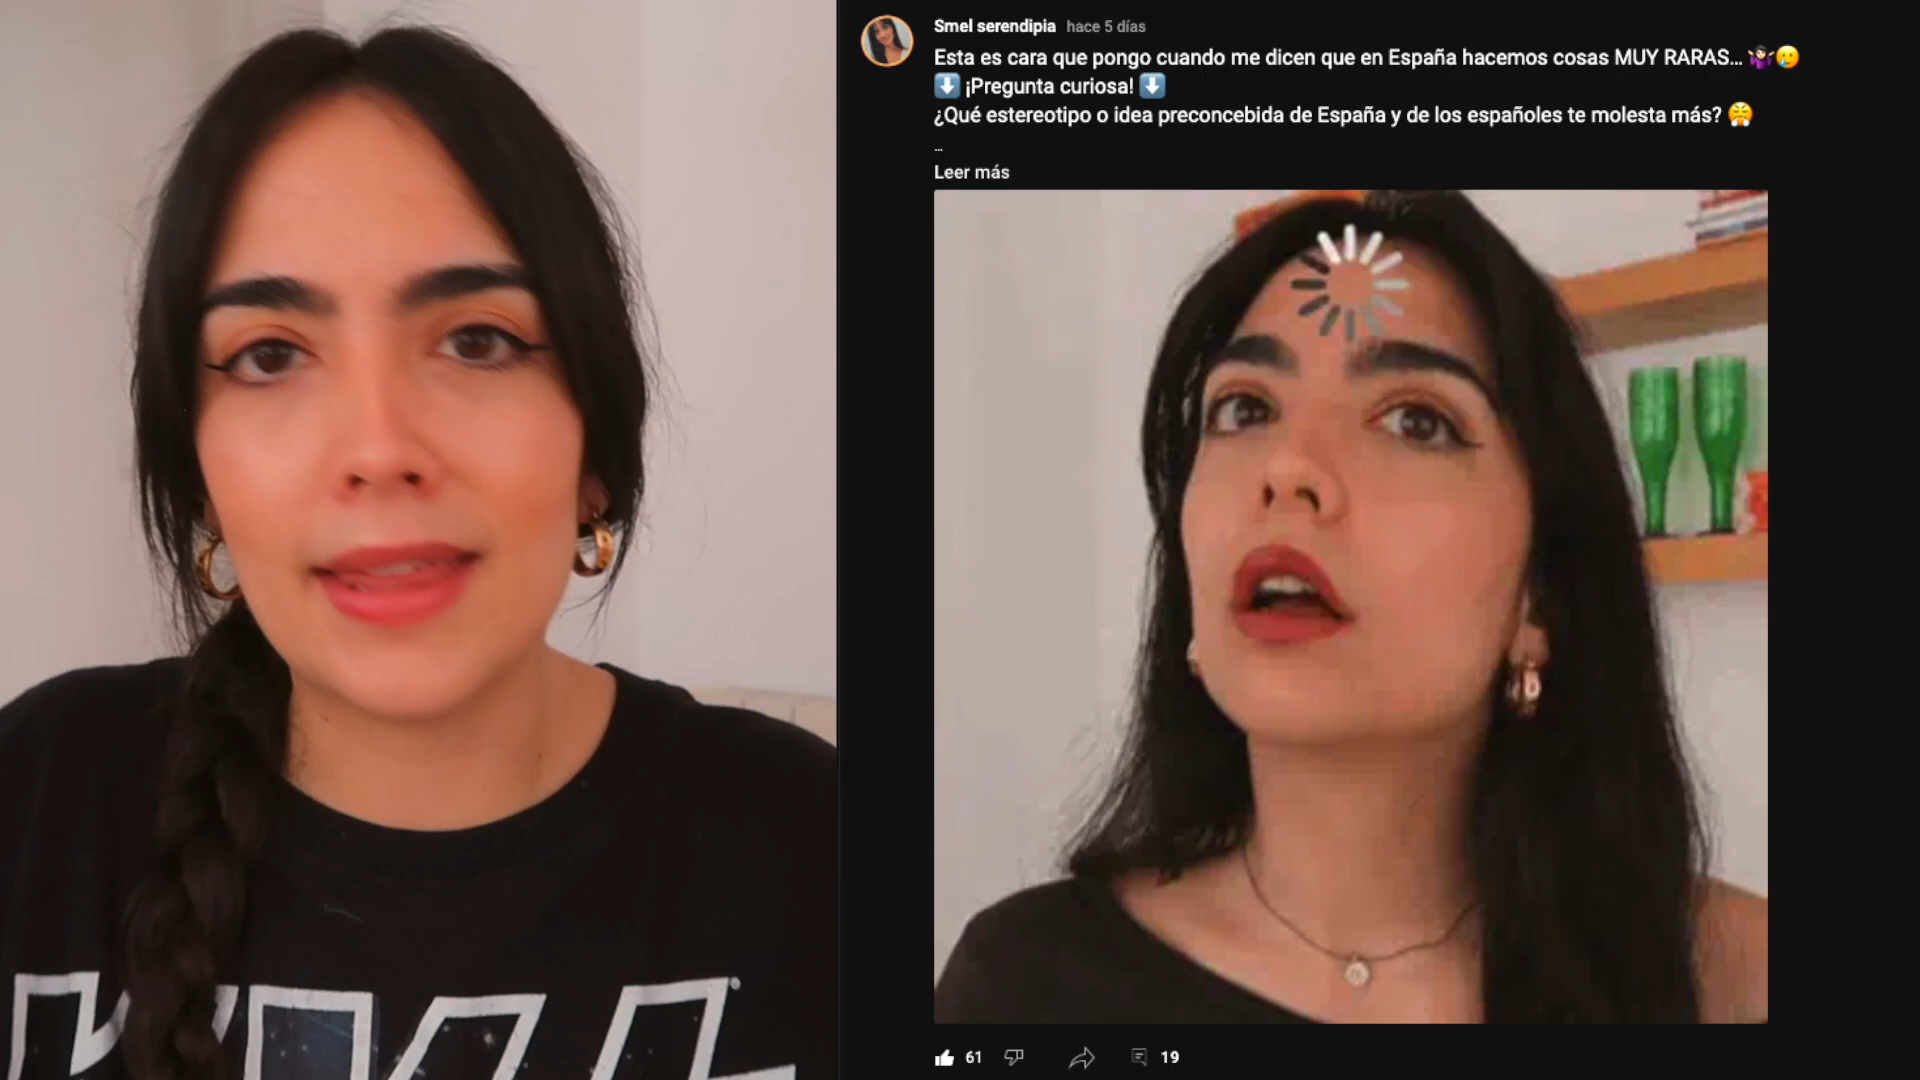 Smel serendipia hace 5 días
Esta es cara que pongo cuando me dicen que en España hacemos cosas MUY RARAS... 🤷🏻‍♀️🥲
⬇️ ¡Pregunta curiosa! ⬇️
¿Qué estereotipo o idea preconcebida de España y de los españoles te molesta más? 😤
...
Leer más
61
19